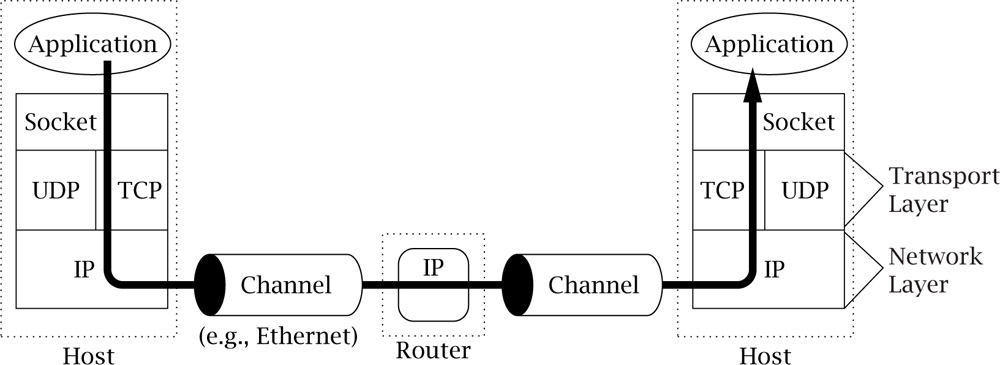 Application
Socket
UDP
TCP
IP
Host
Channel
(e.g., Ethernet)
IP
Router
Channel
Application
Socket
TCP
UDP
IP
Host
Transport
Layer
Network
Layer